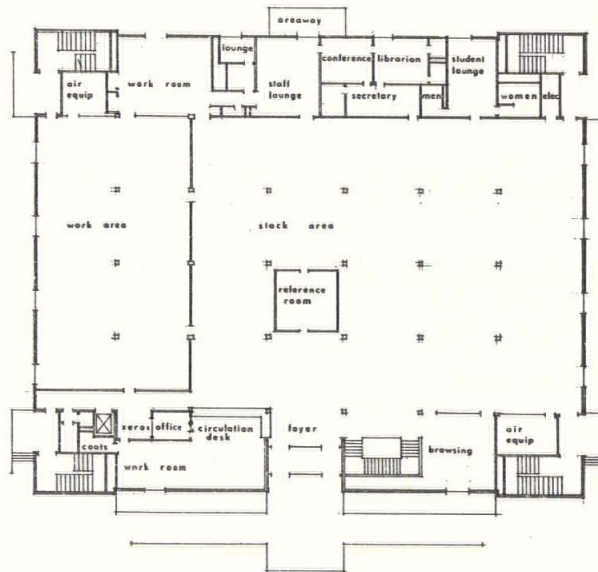 areaway
lounge
conference
librarian
student
lounge
air
equip
work room
staff
lounge
secretary
men
women
elec
work area
stack area
reference
room
xerox
office
circulation
desk
foyer
coats
work room
browsing
air
equip